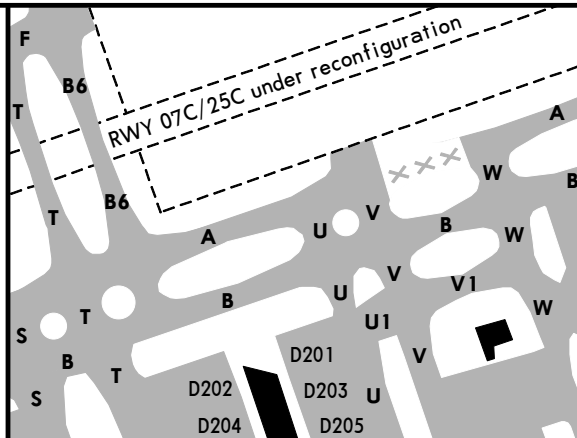 F
B6
RWY 07C/25C under reconfiguration
T
A
W
B
B6
T
V
B
U
W
A
V
V1
U
B
W
T
U1
S
D201
V
B
T
D202
D203
U
S
D204
D205